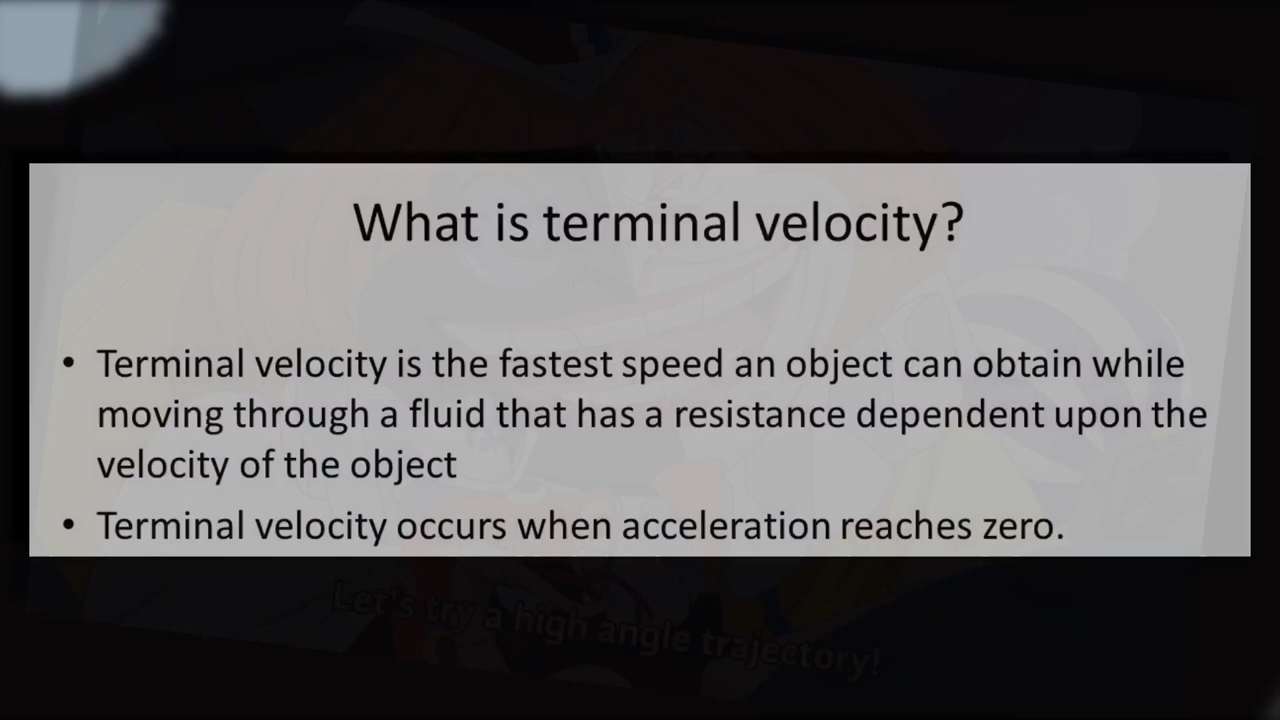 What is terminal velocity?
• Terminal velocity is the fastest speed an object can obtain while
moving through a fluid that has a resistance dependent upon the
velocity of the object
• Terminal velocity occurs when acceleration reaches zero.
Let's try a high angle trajectory!